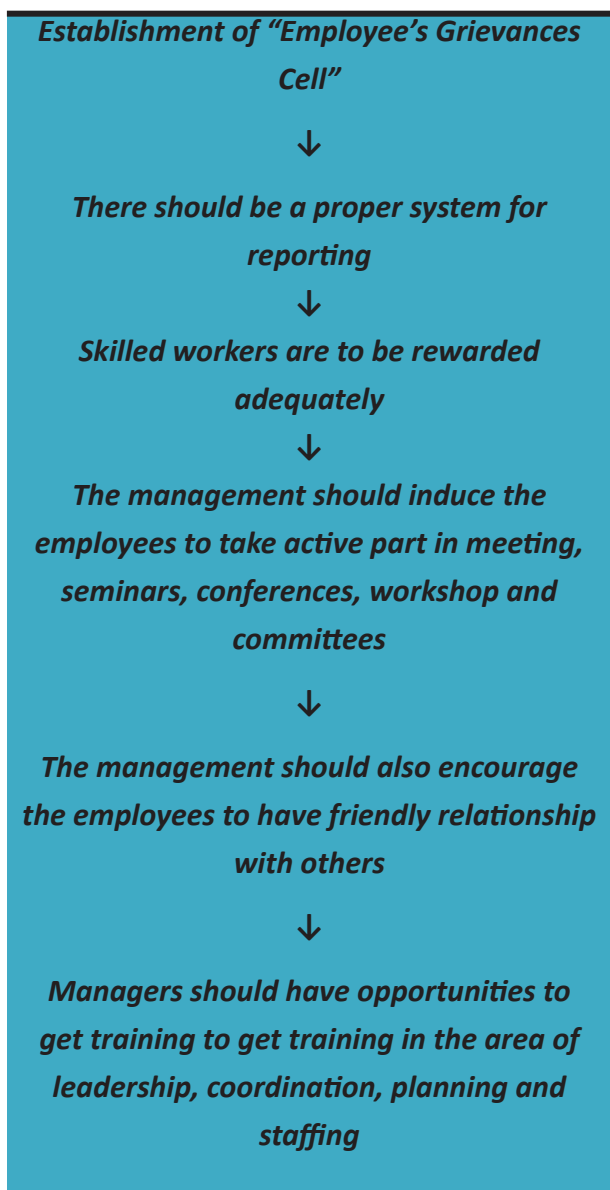 Establishment of “Employee’s Grievances
Cell”
↓
There should be a proper system for
reporting
↓
Skilled workers are to be rewarded
adequately
↓
The management should induce the
employees to take active part in meeting,
seminars, conferences, workshop and
committees
↓
The management should also encourage
the employees to have friendly relationship
with others
↓
Managers should have opportunities to
get training to get training in the area of
leadership, coordination, planning and
staffing